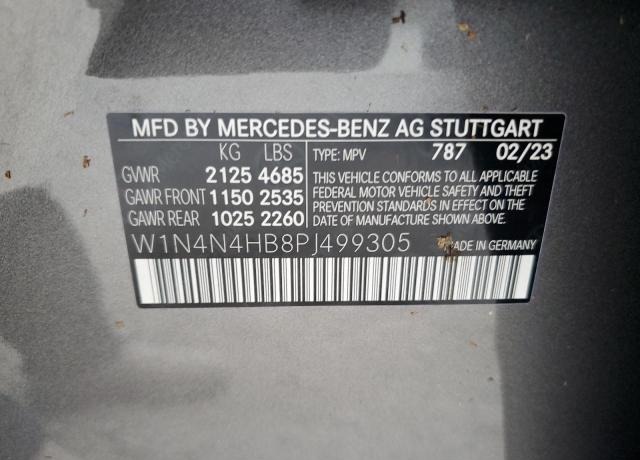 MFD BY MERCEDES-BENZ AG STUTTGART
KG LBS
GVWR 2125 4685
GAWR FRONT 1150 2535
GAWR REAR 1025 2260
TYPE: MPV 787 02/23
THIS VEHICLE CONFORMS TO ALL APPLICABLE
FEDERAL MOTOR VEHICLE SAFETY AND THEFT
PREVENTION STANDARDS IN EFFECT ON THE
DATE OF MANUFACTURE SHOWN ABOVE.
W1N4N4HB8PJ499305
MADE IN GERMANY